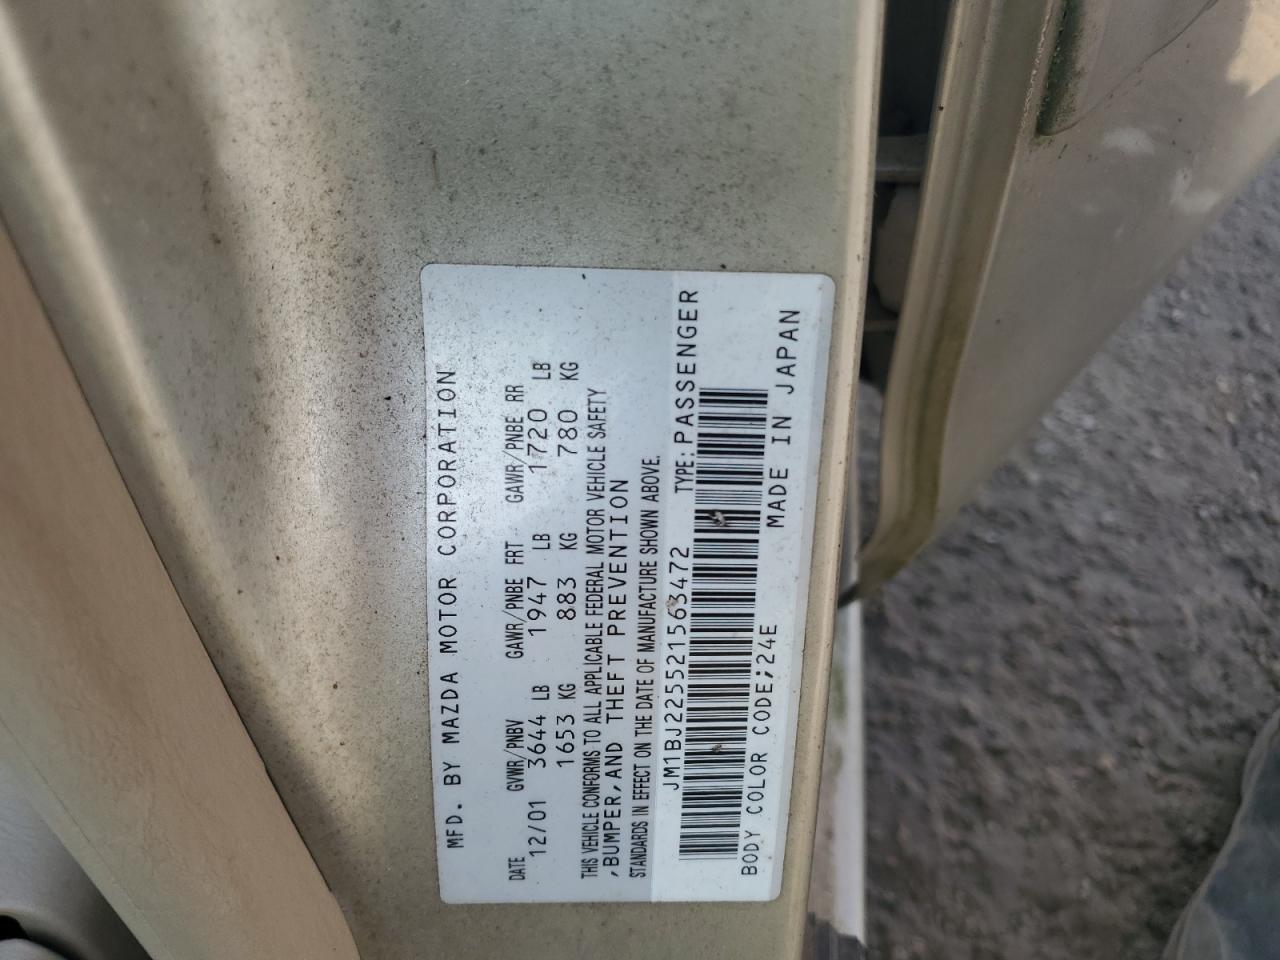 MFD. BY MAZDA MOTOR CORPORATION
DATE GVWR/PNBV GAWR/PNBE FRT GAWR/PNBE RR
12/01 3644 LB 1947 LB 1720 LB
1653 KG 883 KG 780 KG
THIS VEHICLE CONFORMS TO ALL APPLICABLE FEDERAL MOTOR VEHICLE SAFETY
,BUMPER,AND THEFT PREVENTION
STANDARDS IN EFFECT ON THE DATE OF MANUFACTURE SHOWN ABOVE.
JM1BJ225521563472 TYPE:PASSENGER
BODY COLOR CODE;24E MADE IN JAPAN